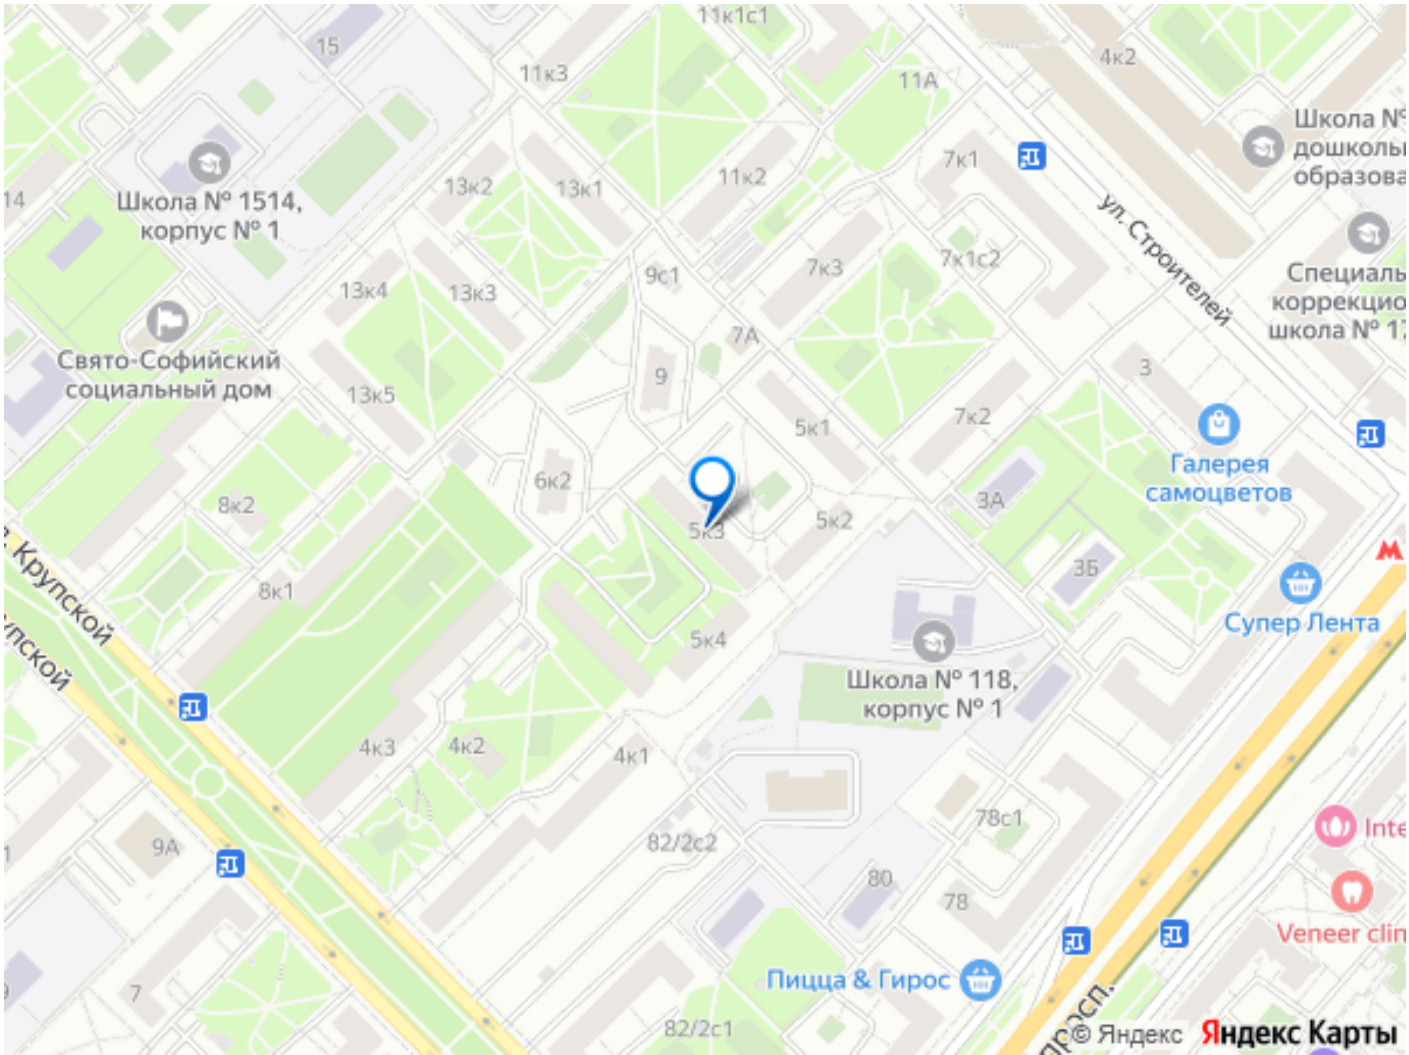 11к1с1
15
11к3
11А
4к2
Школа №
дошколь
образова
Школа № 1514,
корпус № 1
14
13к2
13к1
11к2
7к1
ул. Строителей
7к3
7к1с2
9с1
13к4
13к3
Специаль
коррекцио
школа № 17
7А
Свято-Софийский
социальный дом
9
13к5
3
5к1
7к2
Галерея
самоцветов
6к2
8к2
3А
5к2
5к3
Крупской
8к1
3Б
Супер Лента
5к4
Школа № 118,
корпус № 1
4к3
4к2
4к1
78с1
Inte
9А
82/2с2
80
78
Veneer clin
Пицца & Гирос
7
82/2с1
просп.
© Яндекс Яндекс Карты